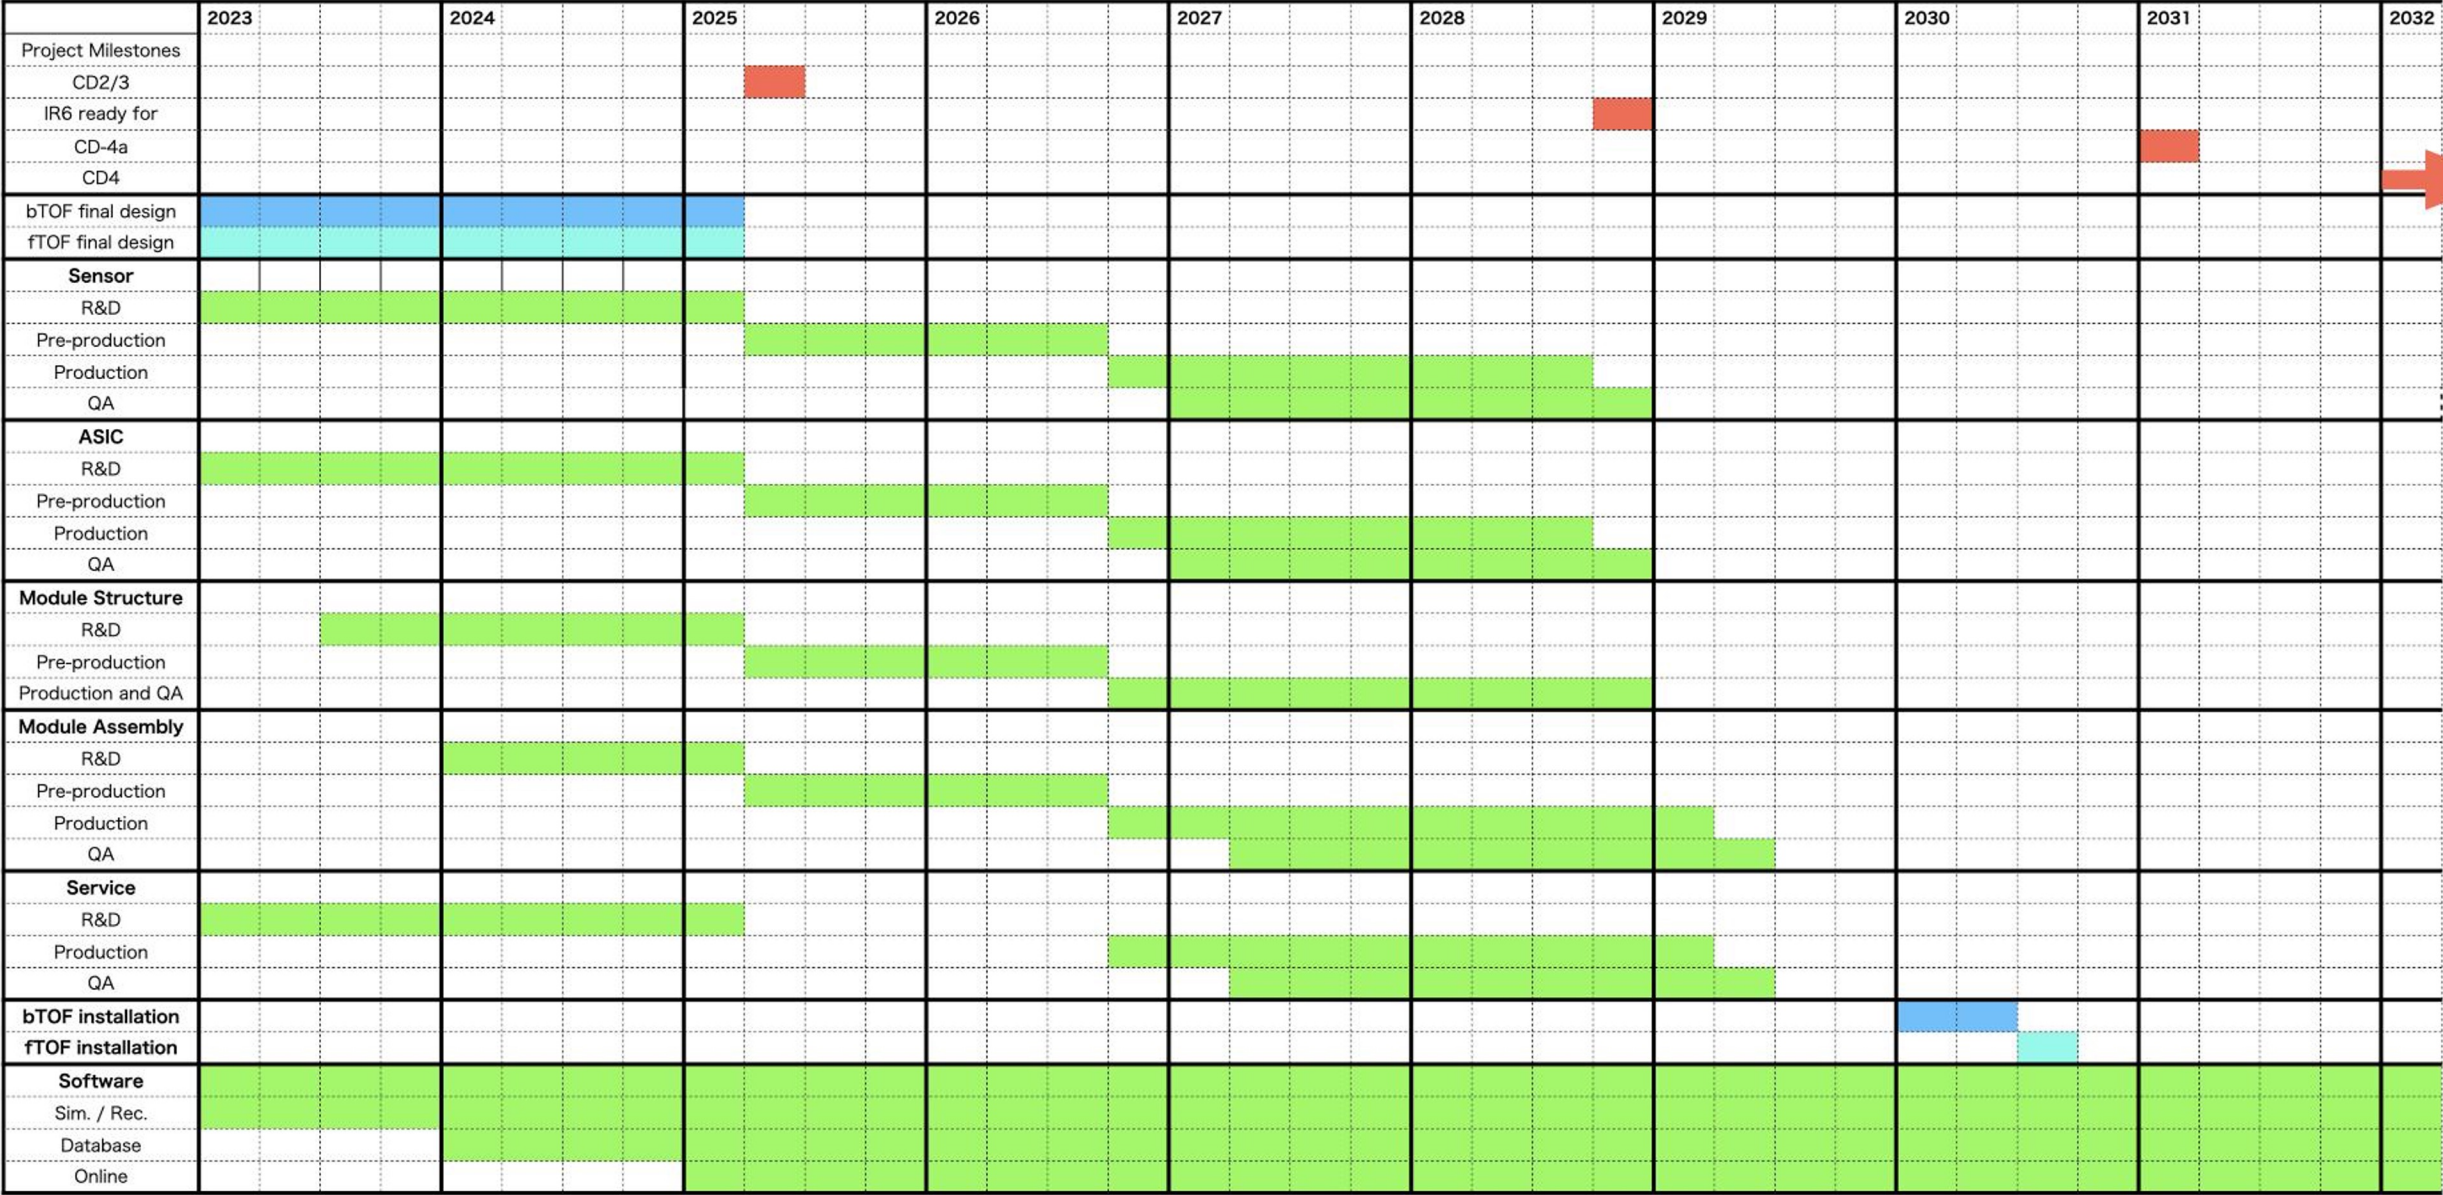 2023 2024 2025 2026 2027 2028 2029 2030 2031 2032
Project Milestones
CD2/3
IR6 ready for
CD-4a
CD4
bTOF final design
fTOF final design
Sensor
R&D
Pre-production
Production
QA
ASIC
R&D
Pre-production
Production
QA
Module Structure
R&D
Pre-production
Production and QA
Module Assembly
R&D
Pre-production
Production
QA
Service
R&D
Production
QA
bTOF installation
fTOF installation
Software
Sim. / Rec.
Database
Online